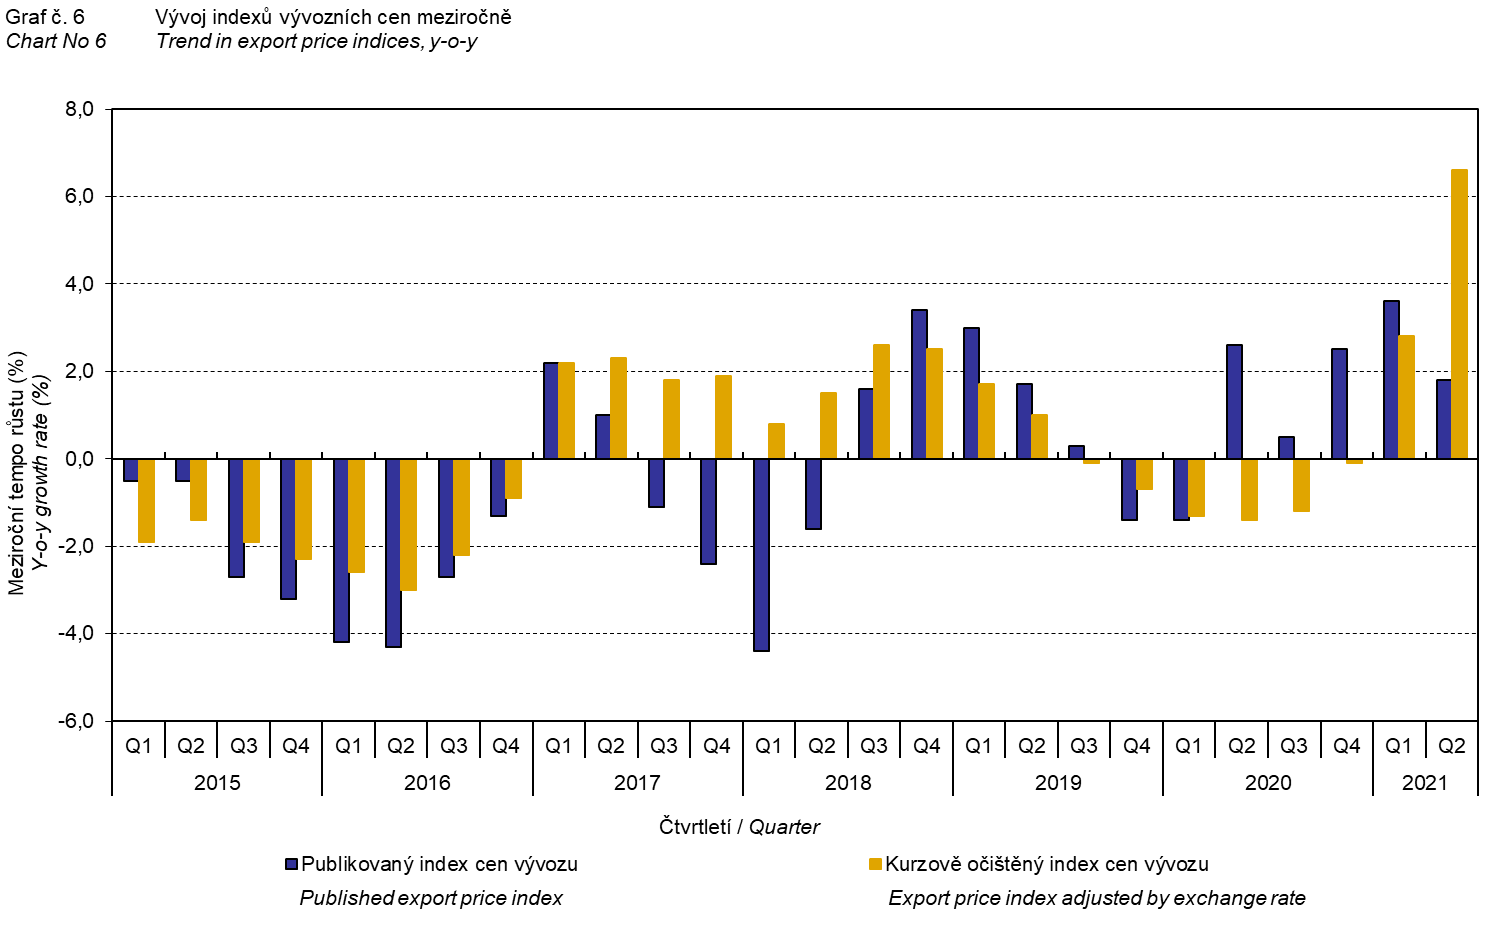 Graf č. 6 Vývoj indexů vývozních cen meziročně
Chart No 6 Trend in export price indices, y-o-y
8,0
6,0
4,0
2,0
0,0
-2,0
-4,0
-6,0
Meziroční tempo růstu (%)
Y-o-y growth rate (%)
Q1 Q2 Q3 Q4 Q1 Q2 Q3 Q4 Q1 Q2 Q3 Q4 Q1 Q2 Q3 Q4 Q1 Q2 Q3 Q4 Q1 Q2 Q3 Q4 Q1 Q2
2015 2016 2017 2018 2019 2020 2021
Čtvrtletí / Quarter
Publikovaný index cen vývozu Kurzově očištěný index cen vývozu
Published export price index Export price index adjusted by exchange rate